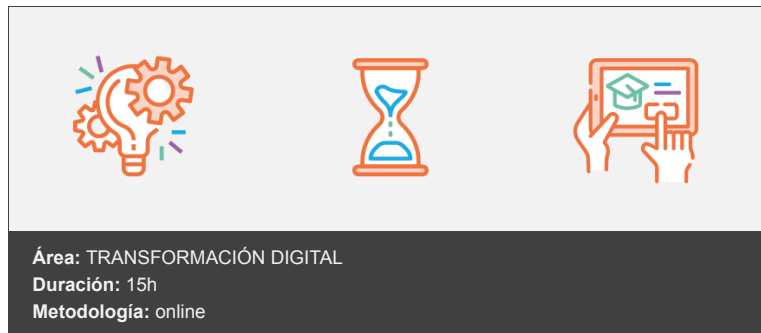 Área: TRANSFORMACIÓN DIGITAL
Duración: 15h
Metodología: online